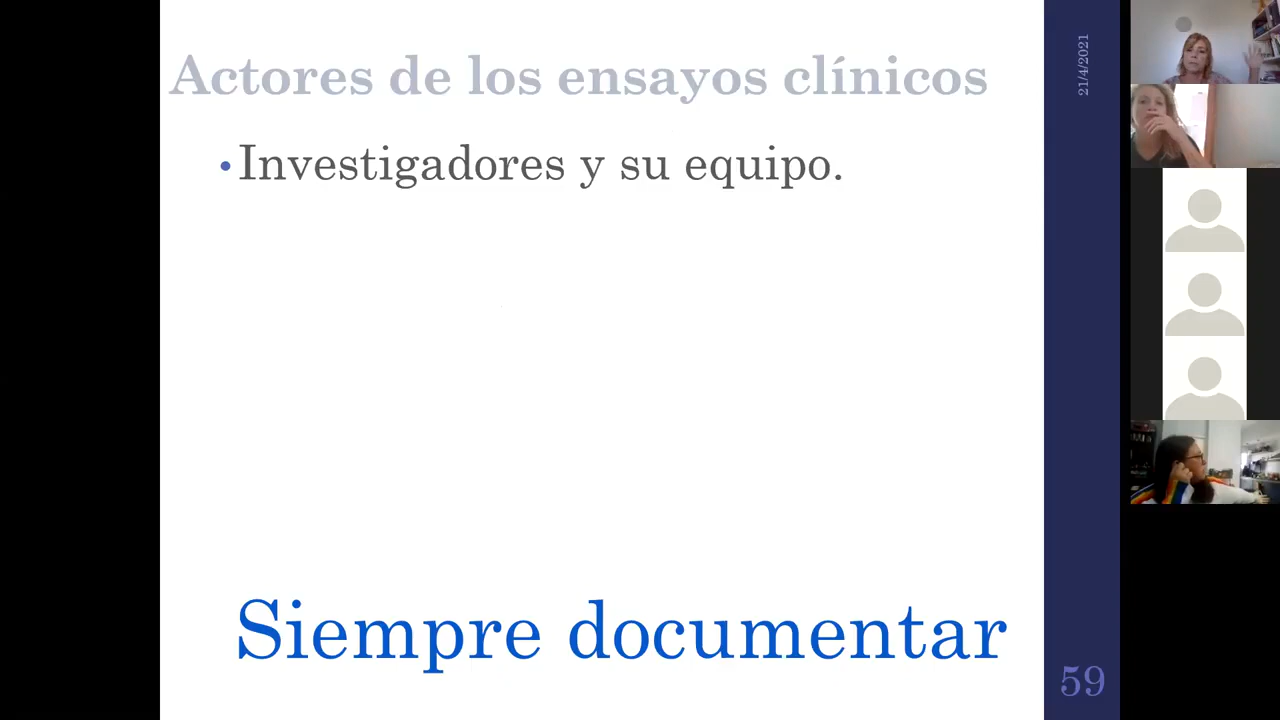 Actores de los ensayos clínicos
•Investigadores y su equipo.
Siempre documentar
21/4/2021
59